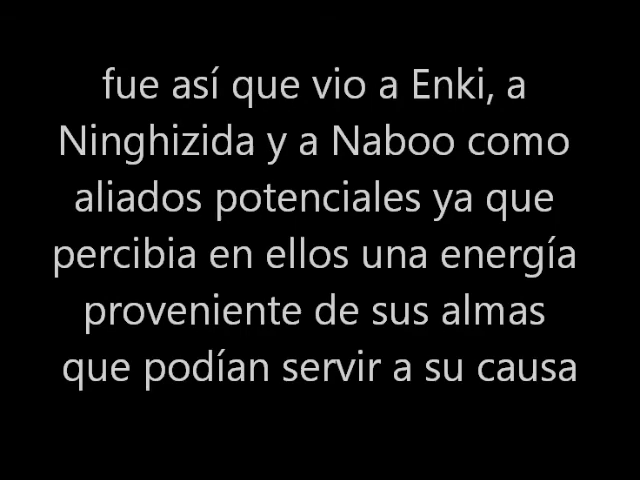 fue así que vio a Enki, a
Ninghizida y a Naboo como
aliados potenciales ya que
percibia en ellos una energía
proveniente de sus almas
que podían servir a su causa